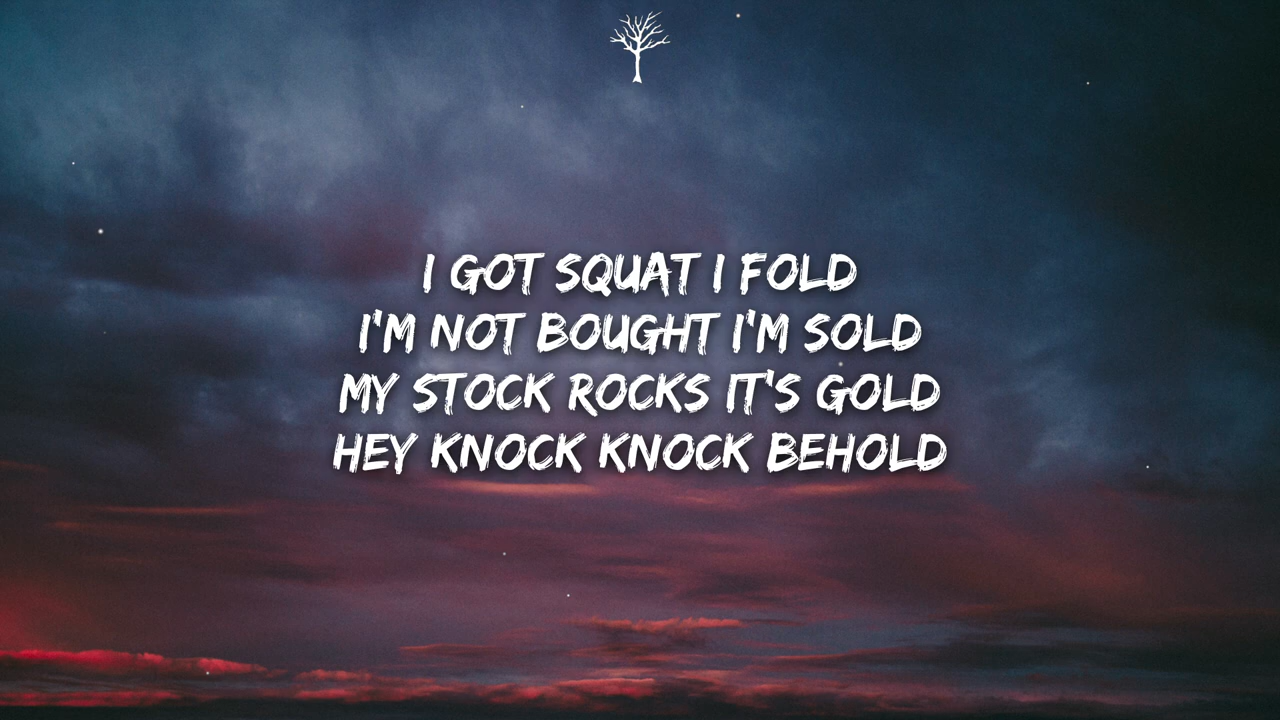 I GOT SQUAT I FOLD
I'M NOT BOUGHT I'M SOLD
MY STOCK ROCKS IT'S GOLD
HEY KNOCK KNOCK BEHOLD